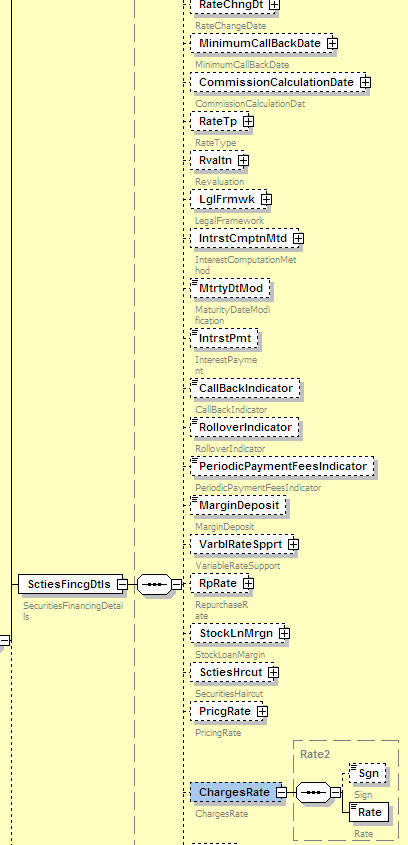 RateChngDt
RateChangeDate
MinimumCallBackDate
MinimumCallBackDate
CommissionCalculationDate
CommissionCalculationDat
RateTp
RateType
Rvaltn
Revaluation
LglFrmwk
LegalFramework
IntrstCmptnMtd
InterestComputationMet
hod
MtrtyDtMod
MaturityDateModi
fication
IntrstPmt
InterestPayme
nt
CallBackIndicator
CallBackIndicator
RolloverIndicator
RolloverIndicator
PeriodicPaymentFeesIndicator
PeriodicPaymentFeesIndicator
MarginDeposit
MarginDeposit
VarblRateSpprt
VariableRateSupport
SctiesFincgDtls
SecuritiesFinancingDetai
ls
RpRate
RepurchaseR
ate
StockLnMrgn
StockLoanMargin
SctiesHrcut
SecuritiesHaircut
PricgRate
PricingRate
ChargesRate
ChargesRate
Rate2
Sgn
Sign
Rate
Rate